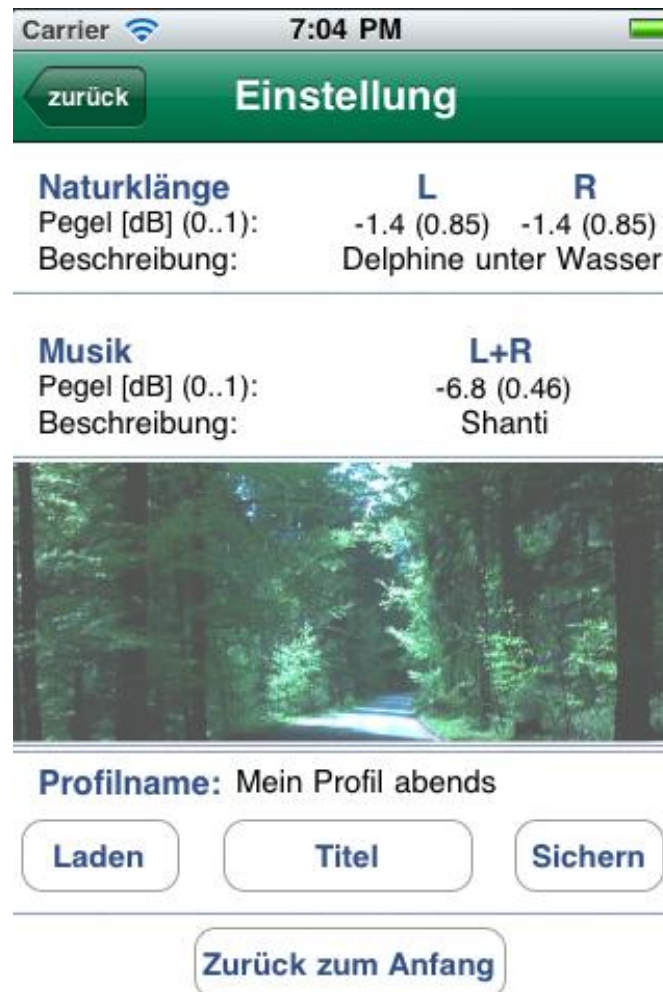 Carrier 7:04 PM
zurück Einstellung
Naturklänge L R
Pegel [dB] (0..1): -1.4 (0.85) -1.4 (0.85)
Beschreibung: Delphine unter Wasser
Musik L+R
Pegel [dB] (0..1): -6.8 (0.46)
Beschreibung: Shanti
Profilname: Mein Profil abends
Laden Titel Sichern
Zurück zum Anfang